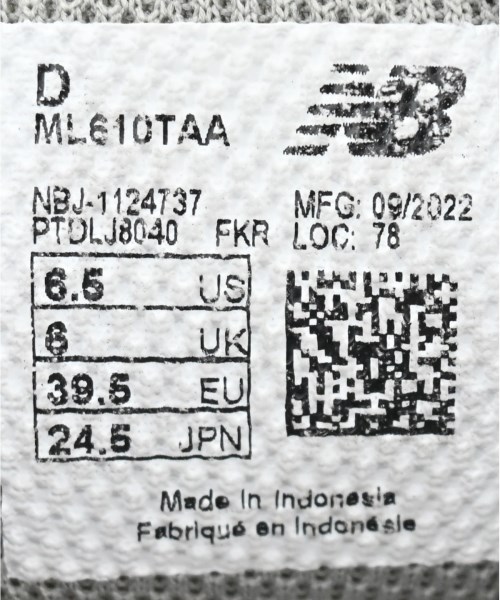 D
ML610TAA
NB
NBJ-1124737 MFG: 09/2022
PTDLJ8040 FKR LOC: 78
6.5 US
6 UK
39.5 EU
24.5 JPN
Made In Indonesia
Fabriqué en Indonésie